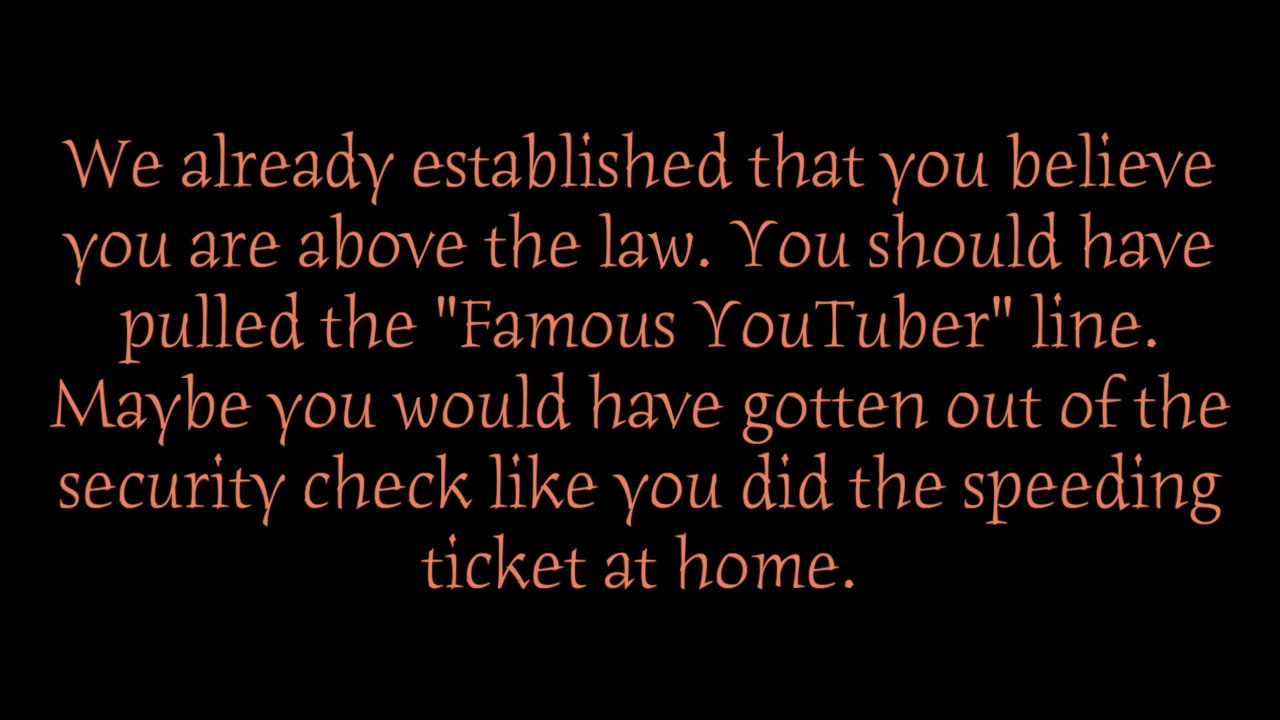 We already established that you believe
you are above the law. You should have
pulled the "Famous YouTuber" line.
Maybe you would have gotten out of the
security check like you did the speeding
ticket at home.